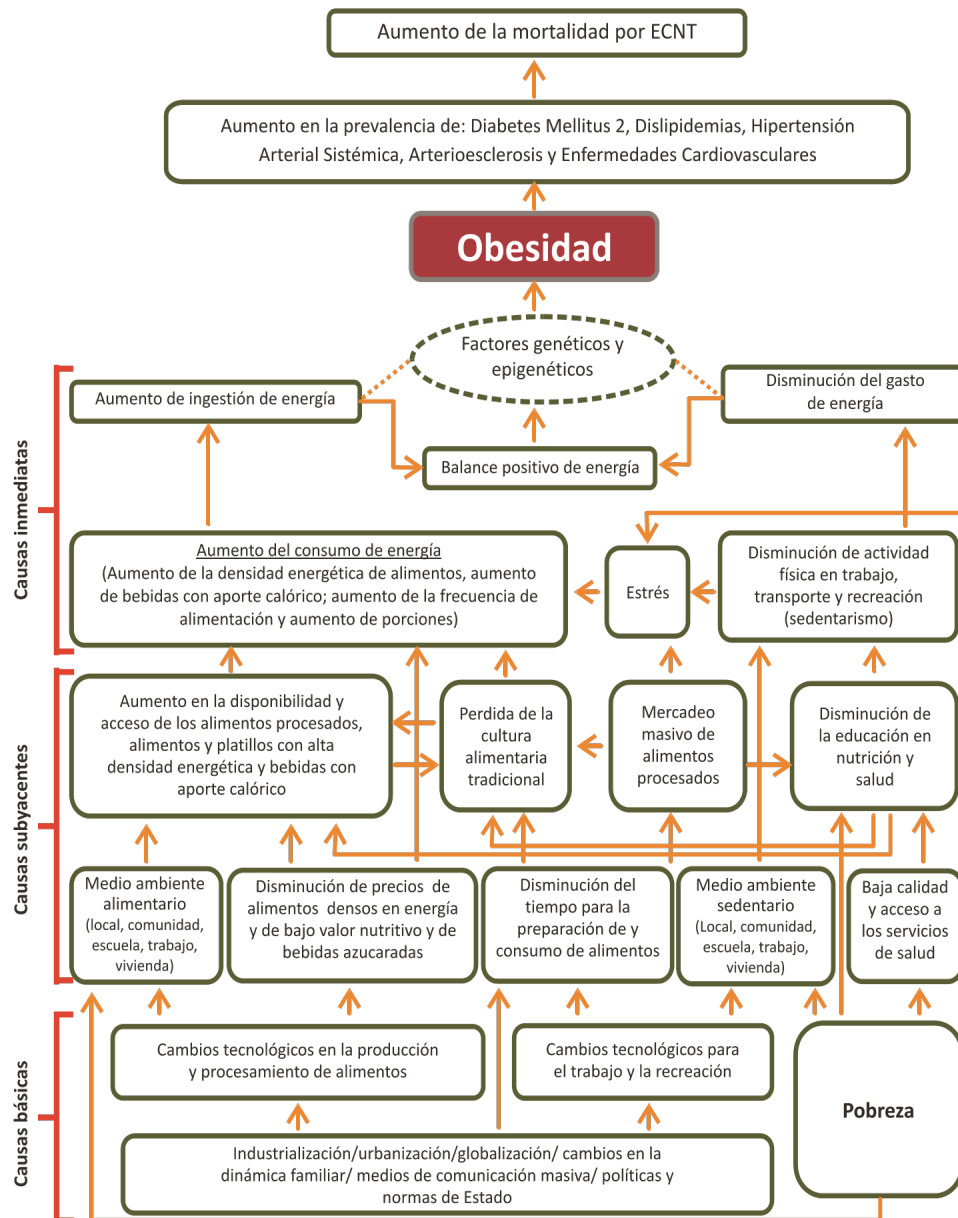 Aumento de la mortalidad por ECNT
Aumento en la prevalencia de: Diabetes Mellitus 2, Dislipidemias, Hipertensión
Arterial Sistémica, Arterioesclerosis y Enfermedades Cardiovasculares
Obesidad
Factores genéticos y
epigenéticos
Causas inmediatas
Aumento de ingestión de energía
Disminución del gasto
de energía
Balance positivo de energía
Aumento del consumo de energía
(Aumento de la densidad energética de alimentos, aumento
de bebidas con aporte calórico; aumento de la frecuencia de
alimentación y aumento de porciones)
Estrés
Disminución de actividad
física en trabajo,
transporte y recreación
(sedentarismo)
Causas subyacentes
Aumento en la disponibilidad y
acceso de los alimentos procesados,
alimentos y platillos con alta
densidad energética y bebidas con
aporte calórico
Perdida de la
cultura
alimentaria
tradicional
Mercadeo
masivo de
alimentos
procesados
Disminución de
la educación en
nutrición y
salud
Medio ambiente
alimentario
(local, comunidad,
escuela, trabajo,
vivienda)
Disminución de precios de
alimentos densos en energía
y de bajo valor nutritivo y de
bebidas azucaradas
Disminución del
tiempo para la
preparación de y
consumo de alimentos
Medio ambiente
sedentario
(Local, comunidad,
escuela, trabajo,
vivienda)
Baja calidad
y acceso a
los servicios
de salud
Causas básicas
Cambios tecnológicos en la producción
y procesamiento de alimentos
Cambios tecnológicos para
el trabajo y la recreación
Pobreza
Industrialización/urbanización/globalización/ cambios en la
dinámica familiar/ medios de comunicación masiva/ políticas y
normas de Estado